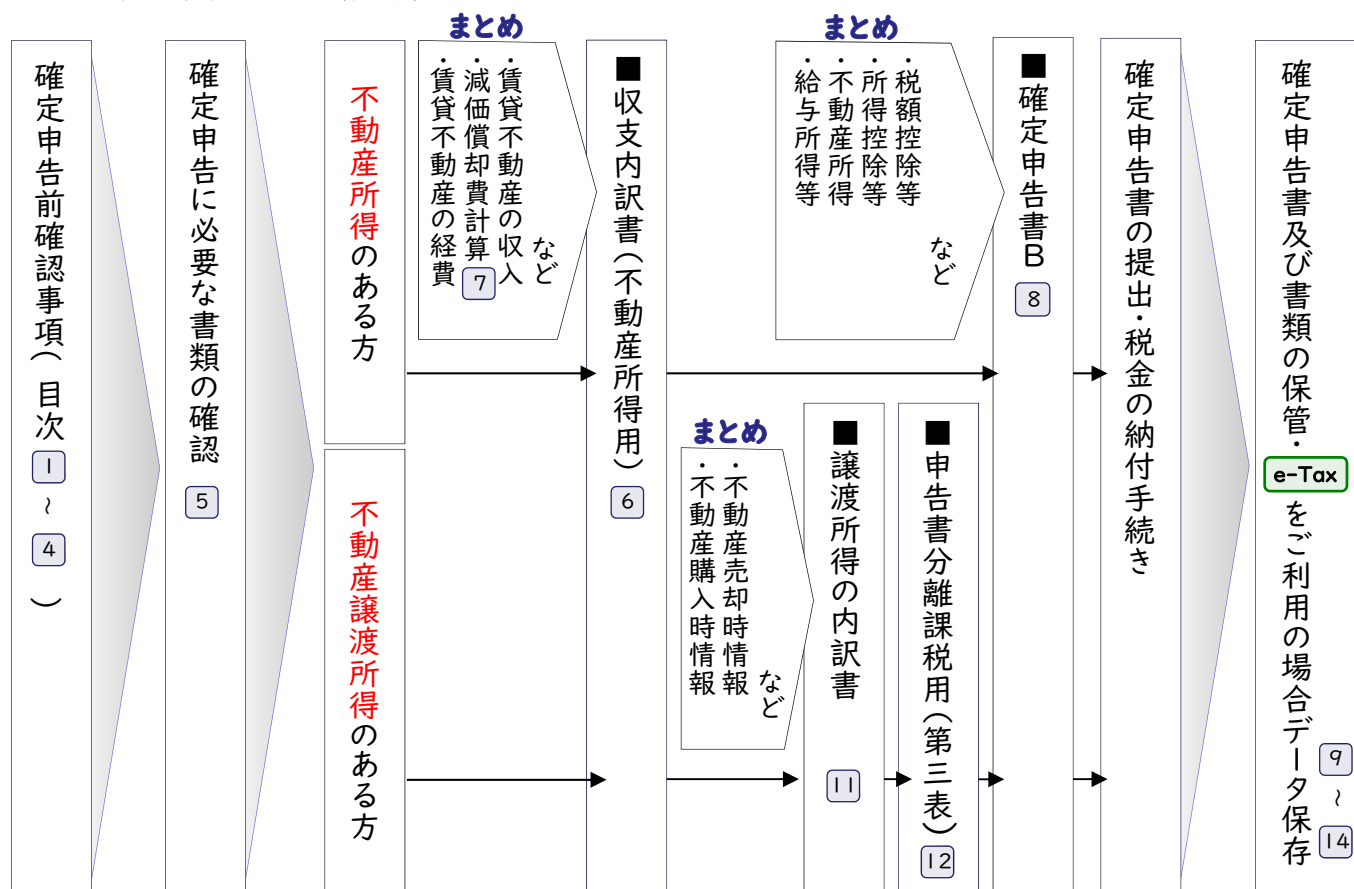 確定申告前確認事項(目次 1 ~ 4 )
確定申告に必要な書類の確認 5
不動産所得のある方
不動産譲渡所得のある方
まとめ
・賃貸不動産の収入
・減価償却費計算 7
・賃貸不動産の経費
など
■収支内訳書(不動産所得用) 6
まとめ
・不動産売却時情報
・不動産購入時情報
など
まとめ
・税額控除等
・所得控除等
・不動産所得
・給与所得等
など
■譲渡所得の内訳書 11
■申告書分離課税用(第三表) 12
■確定申告書B 8
確定申告書の提出・税金の納付手続き
確定申告書及び書類の保管・e-Taxをご利用の場合データ保存 9 ~ 14